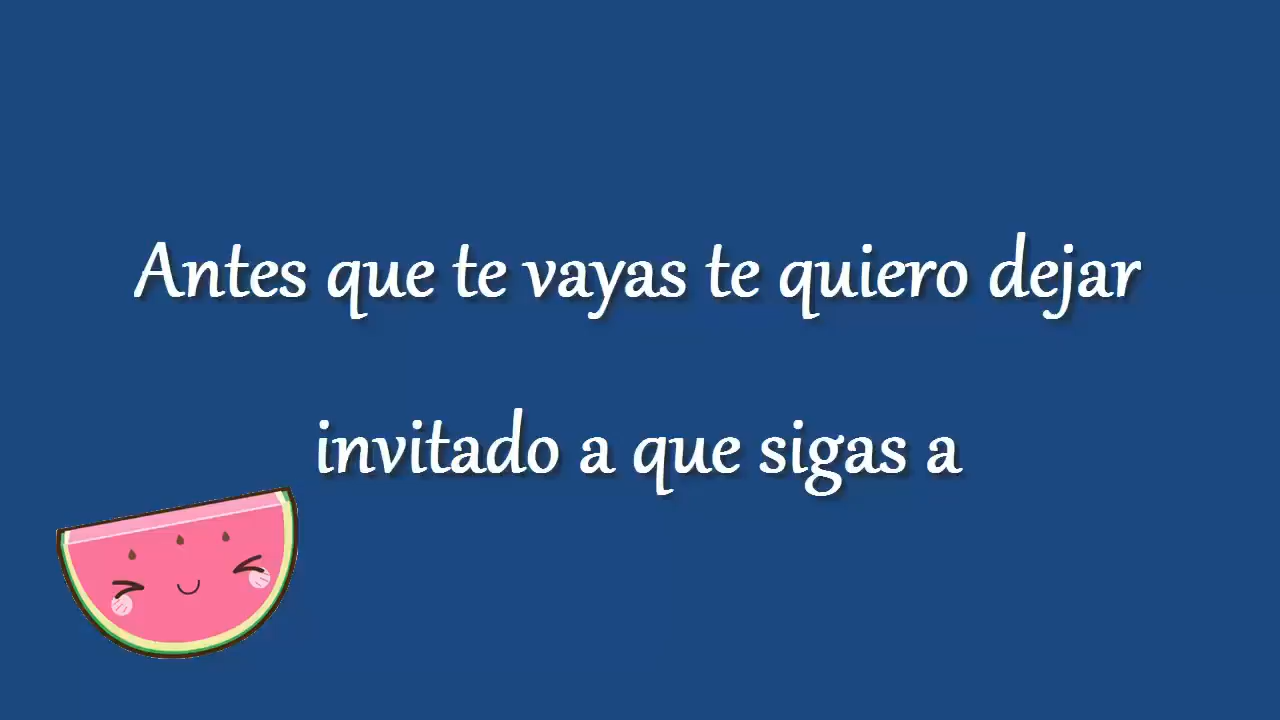 Antes que te vayas te quiero dejar
invitado a que sigas a